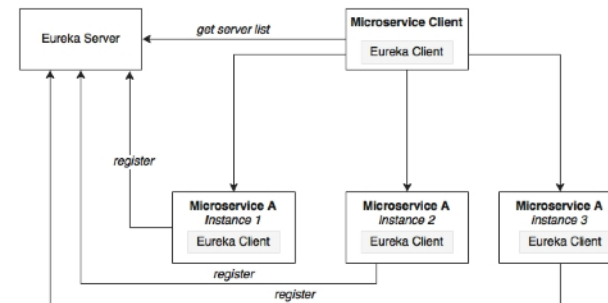 Eureka Server
get server list
Microservice Client
Eureka Client
register
Microservice A
Instance 1
Eureka Client
Microservice A
Instance 2
Eureka Client
Microservice A
Instance 3
Eureka Client
register
register